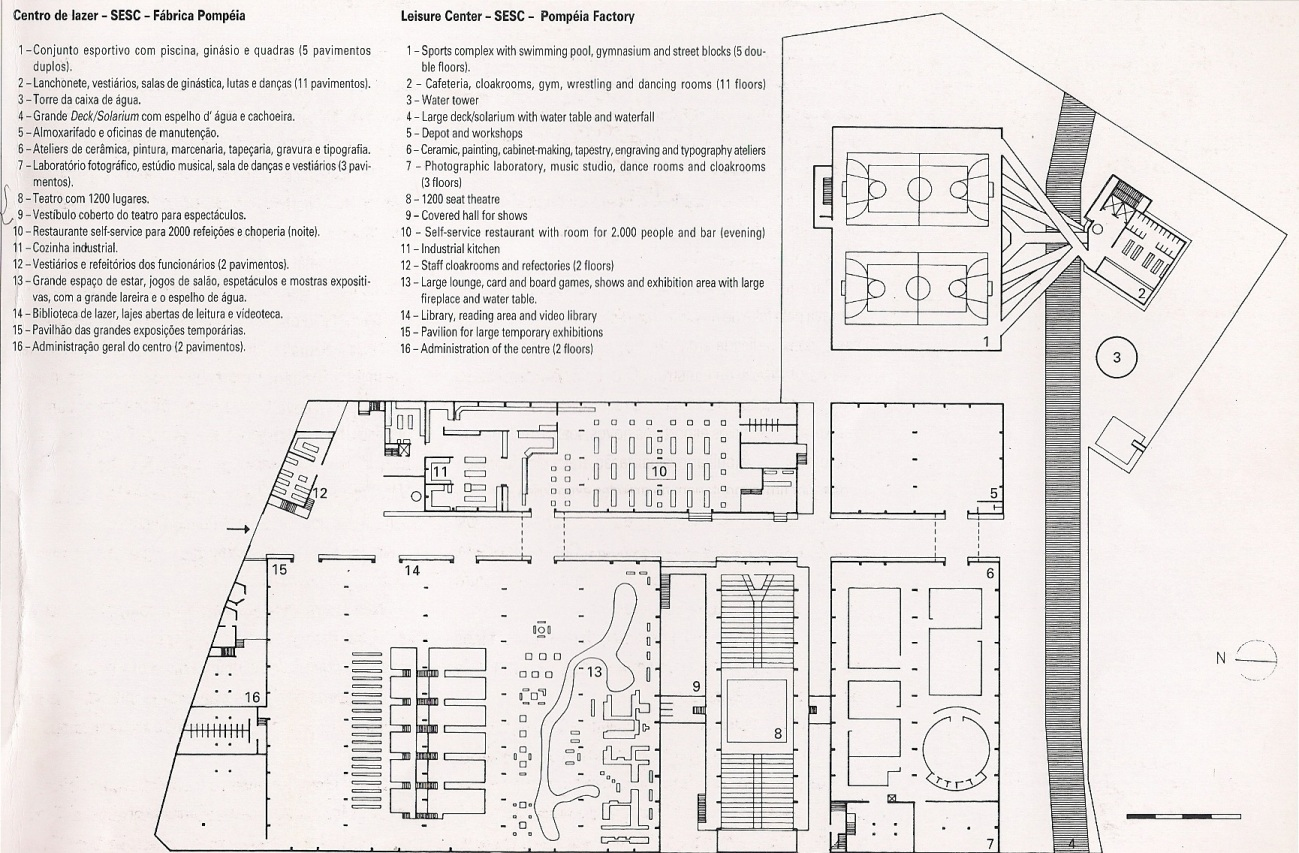 Centro de lazer – SESC – Fábrica Pompéia
1 – Conjunto esportivo com piscina, ginásio e quadras (5 pavimentos
duplos).
2 – Lanchonete, vestiários, salas de ginástica, lutas e danças (11 pavimentos).
3 – Torre da caixa de água.
4 – Grande Deck/Solarium com espelho d' água e cachoeira.
5 – Almoxarifado e oficinas de manutenção.
6 – Ateliers de cerâmica, pintura, marcenaria, tapeçaria, gravura e tipografia.
7 – Laboratório fotográfico, estúdio musical, sala de danças e vestiários (3 pavi-
mentos).
8 – Teatro com 1200 lugares.
9 – Vestíbulo coberto do teatro para espectáculos.
10 – Restaurante self-service para 2000 refeições e choperia (noite).
11 – Cozinha industrial.
12 – Vestiários e refeitórios dos funcionários (2 pavimentos).
13 – Grande espaço de estar, jogos de salão, espetáculos e mostras expositi-
vas, com a grande lareira e o espelho de água.
14 – Biblioteca de lazer, lajes abertas de leitura e vídeoteca.
15 – Pavilhão das grandes exposições temporárias.
16 – Administração geral do centro (2 pavimentos).
Leisure Center – SESC – Pompéia Factory
1 – Sports complex with swimming pool, gymnasium and street blocks (5 dou-
ble floors).
2 – Cafeteria, cloakrooms, gym, wrestling and dancing rooms (11 floors)
3 – Water tower
4 – Large deck/solarium with water table and waterfall
5 – Depot and workshops
6 – Ceramic, painting, cabinet-making, tapestry, engraving and typography ateliers
7 – Photographic laboratory, music studio, dance rooms and cloakrooms
(3 floors)
8 – 1200 seat theatre
9 – Covered hall for shows
10 – Self-service restaurant with room for 2.000 people and bar (evening)
11 – Industrial kitchen
12 – Staff cloakrooms and refectories (2 floors)
13 – Large lounge, card and board games, shows and exhibition area with large
fireplace and water table.
14 – Library, reading area and video library
15 – Pavilion for large temporary exhibitions
16 – Administration of the centre (2 floors)
1
2
3
10
11
12
5
15
14
6
13
9
16
8
7
4
N